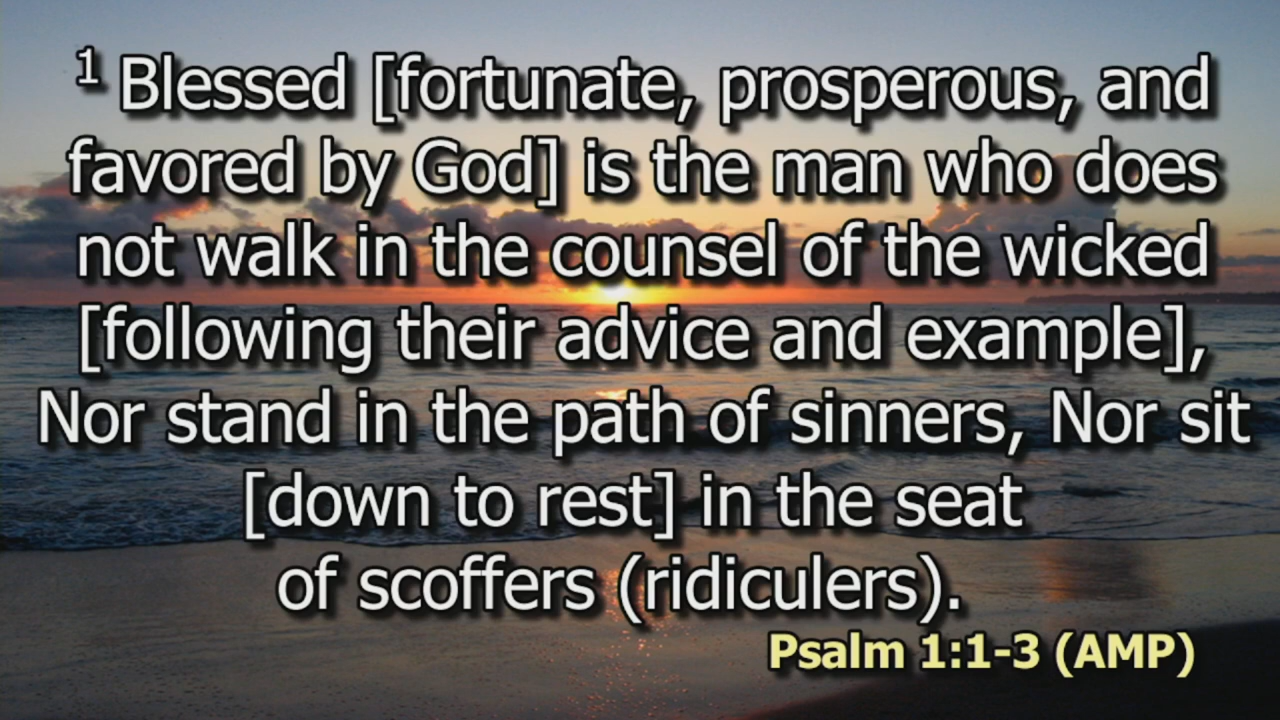 1 Blessed [fortunate, prosperous, and
favored by God] is the man who does
not walk in the counsel of the wicked
[following their advice and example],
Nor stand in the path of sinners, Nor sit
[down to rest] in the seat
of scoffers (ridiculers).
Psalm 1:1-3 (AMP)